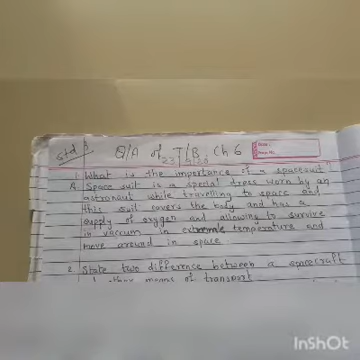 Std 3
Q/A of T/B Ch 6
1. What is the importance of a spacesuit
A. Space suit is a special dress worn by an
astronaut while travelling to space and
this suit covers the body and has a
supply of oxygen and allowing to survive
in vaccum in extreme temperature and
move around in space
2. State two difference between a spacecraft
other means of transport
InShOt